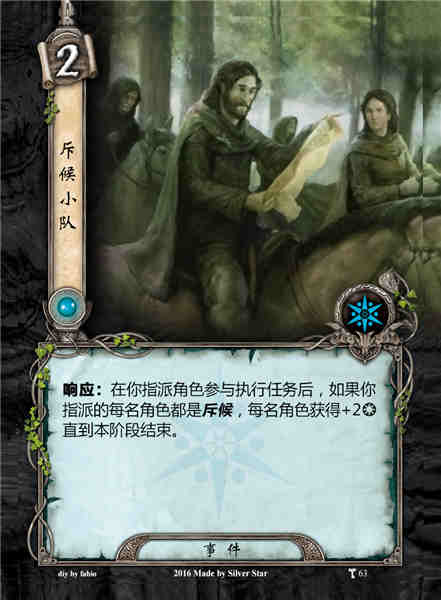 2
斥候小队
响应：在你指派角色参与执行任务后，如果你
指派的每名角色都是斥候，每名角色获得+2
直到本阶段结束。
事件
diy by fabio
2016 Made by Silver Star
63